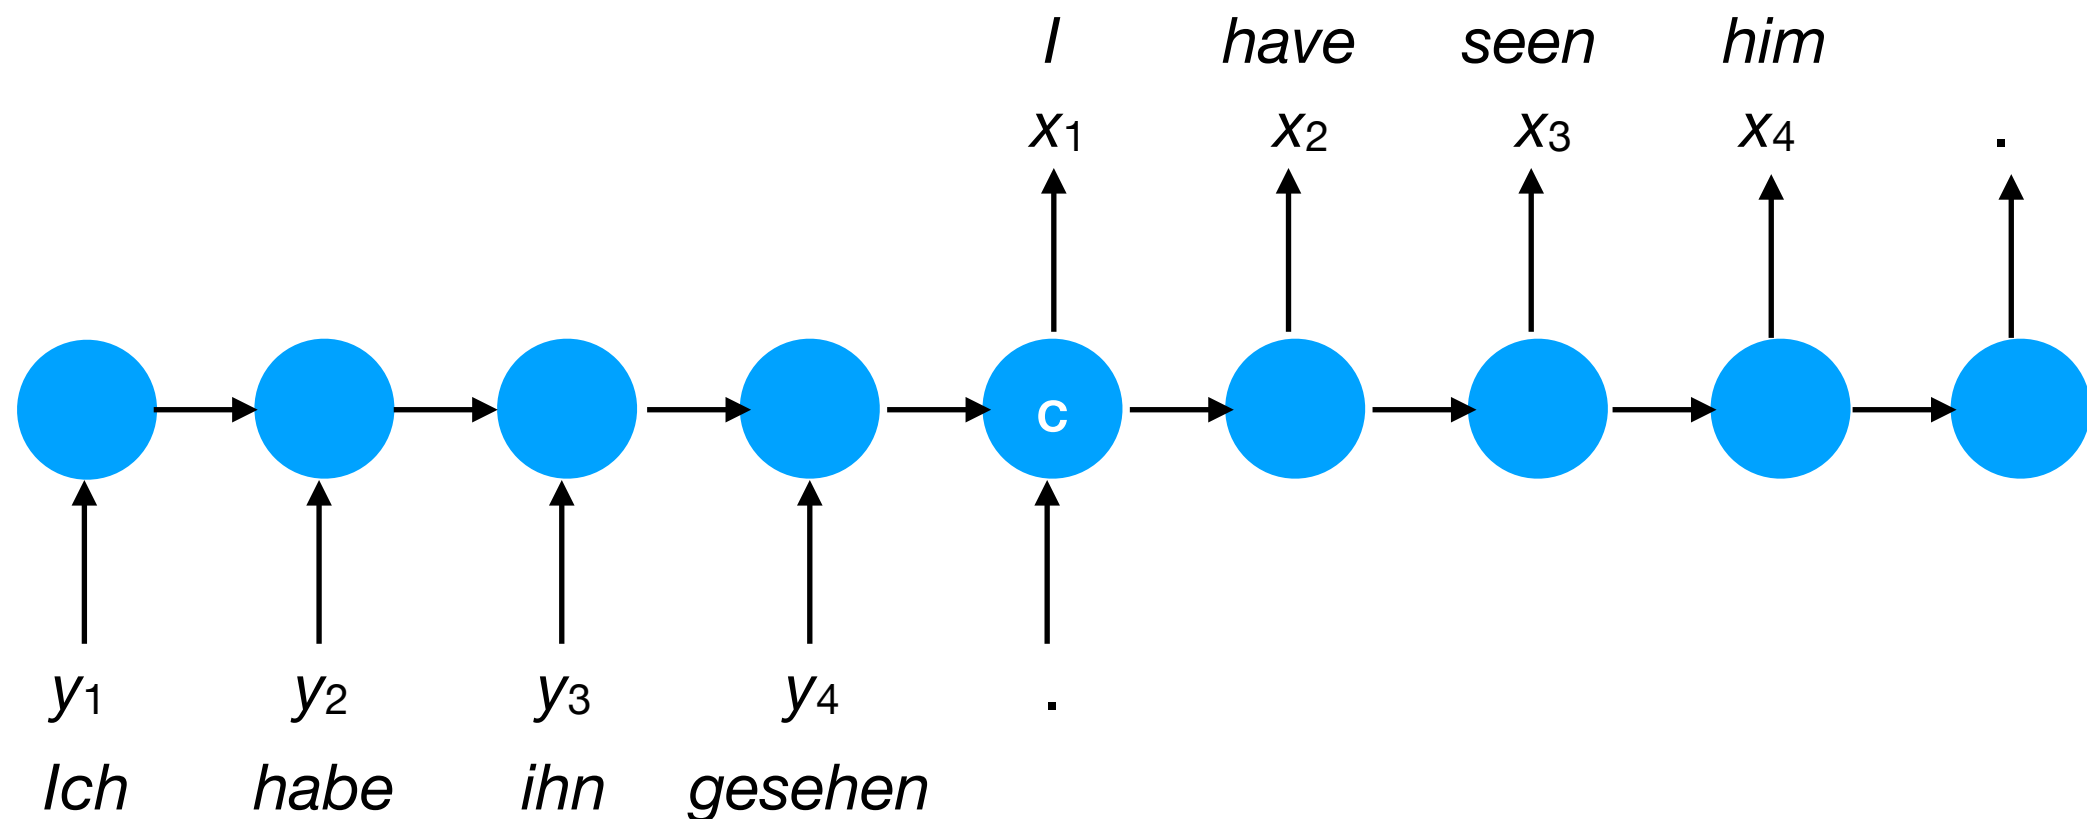 I have seen him
x1 x2 x3 x4 .
c
y1 y2 y3 y4 .
Ich habe ihn gesehen